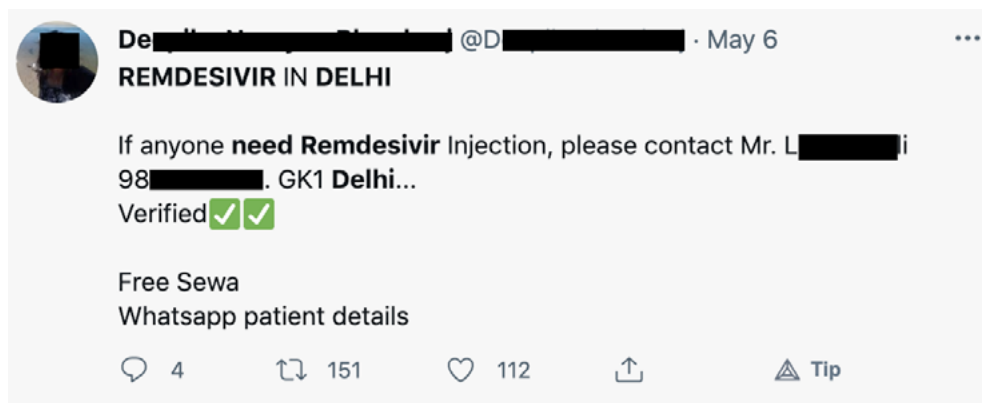 De @D · May 6
REMDESIVIR IN DELHI
If anyone need Remdesivir Injection, please contact Mr. L li
98 . GK1 Delhi...
Verified✅✅
Free Sewa
Whatsapp patient details
4 151 112 Tip